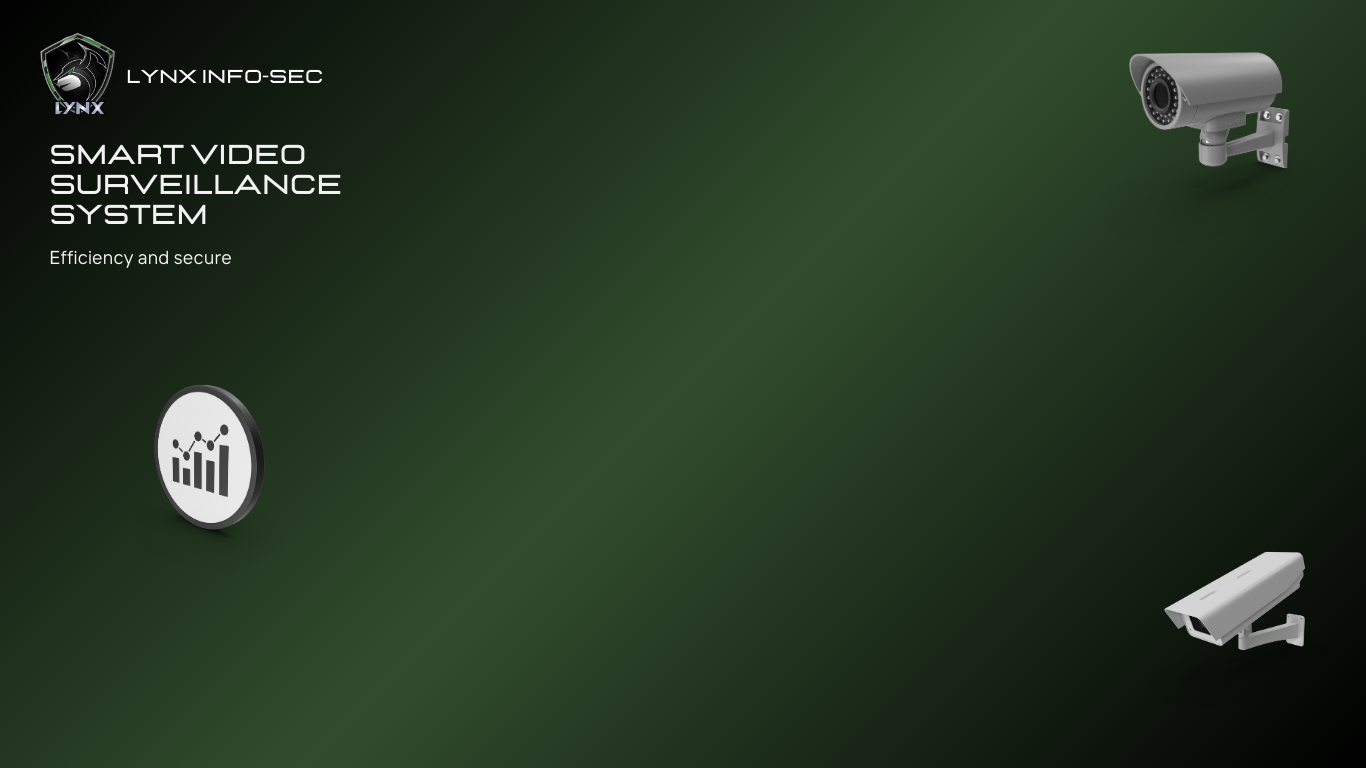 LYNX
LYNX INFO-SEC
SMART VIDEO
SURVEILLANCE
SYSTEM
Efficiency and secure